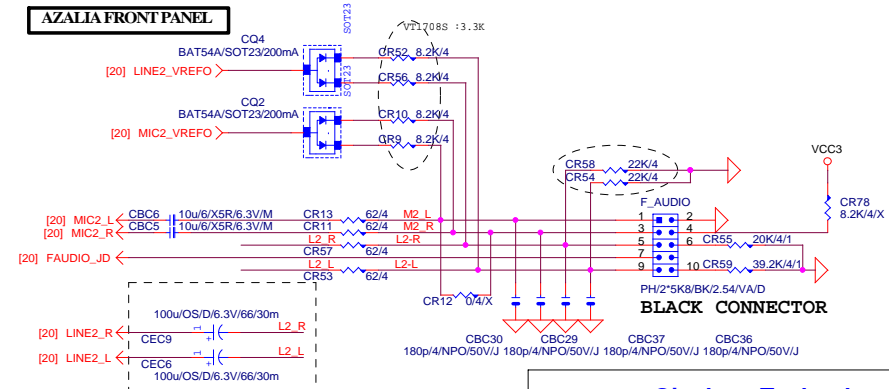 AZALIA FRONT PANEL
SOT23
VT1708S :3.3K
CQ4
BAT54A/SOT23/200mA
CR52 8.2K/4
[20] LINE2_VREFO
CR56 8.2K/4
SOT23
CQ2
BAT54A/SOT23/200mA
CR10 8.2K/4
[20] MIC2_VREFO
CR9 8.2K/4
VCC3
CR58 22K/4
CR54 22K/4
CR78
8.2K/4/X
F_AUDIO
[20] MIC2_L CBC6 10u/6/X5R/6.3V/M CR13 62/4 M2_L 1 2
[20] MIC2_R CBC5 10u/6/X5R/6.3V/M CR11 62/4 M2_R 3 4
L2_R L2-R 5 6 CR55 20K/4/1
[20] FAUDIO_JD CR57 62/4 7
L2_L L2-L 9 10 CR59 39.2K/4/1
CR53 62/4
PH/2*5K8/BK/2.54/VA/D
CR12 0/4/X
BLACK CONNECTOR
100u/OS/D/6.3V/66/30m
[20] LINE2_R 1 + L2_R
CEC9
CBC30 CBC29 CBC37 CBC36
180p/4/NPO/50V/J 180p/4/NPO/50V/J 180p/4/NPO/50V/J 180p/4/NPO/50V/J
[20] LINE2_L 1 + L2_L
CEC6
100u/OS/D/6.3V/66/30m